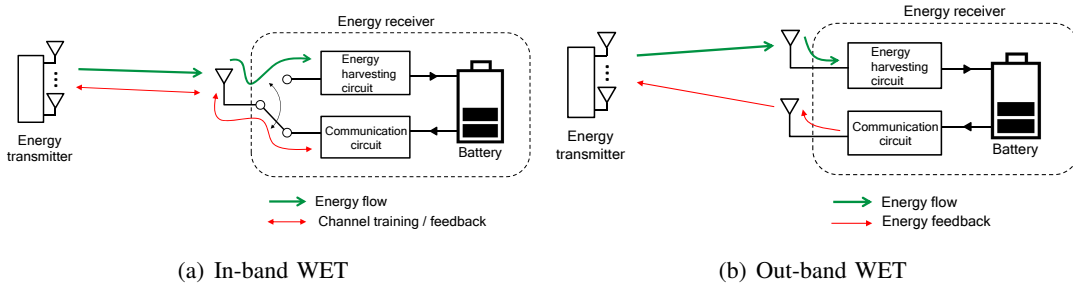 Energy receiver
Energy
harvesting
circuit
Communication
circuit
Battery
Energy
transmitter
Energy flow
Channel training / feedback
(a) In-band WET
Energy receiver
Energy
harvesting
circuit
Communication
circuit
Battery
Energy
transmitter
Energy flow
Energy feedback
(b) Out-band WET